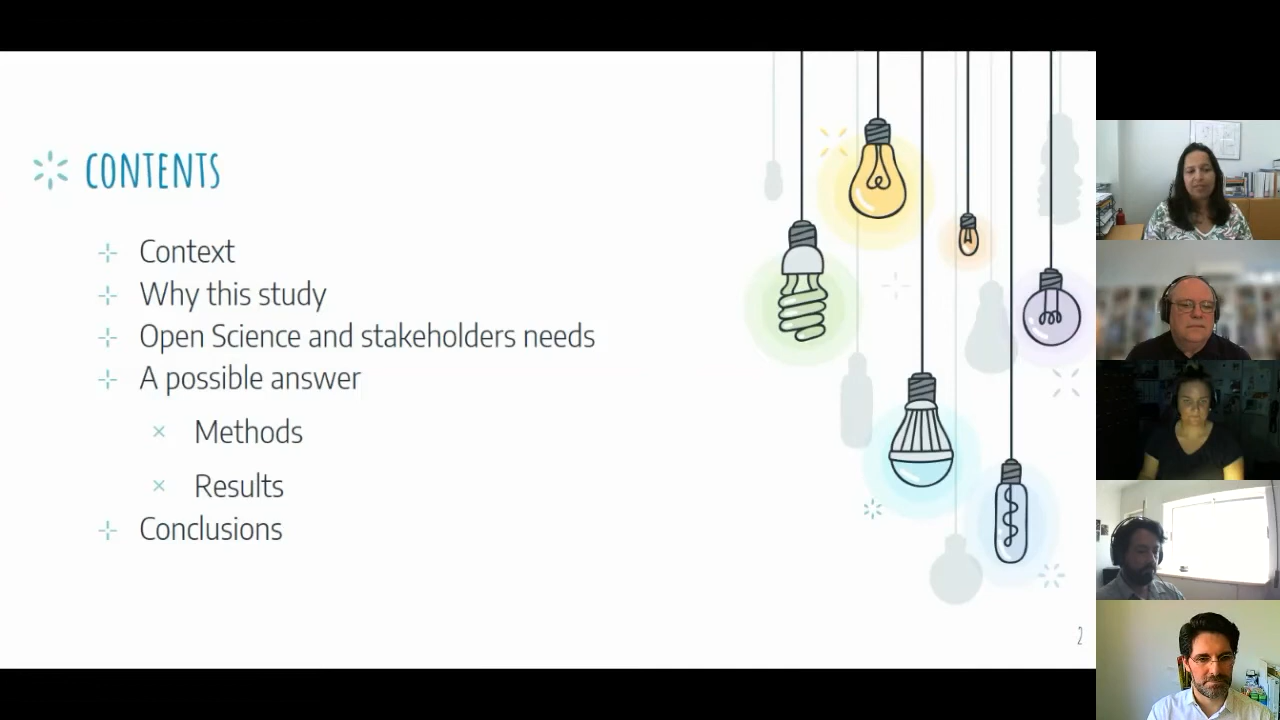 CONTENTS
Context
Why this study
Open Science and stakeholders needs
A possible answer
Methods
Results
Conclusions
2